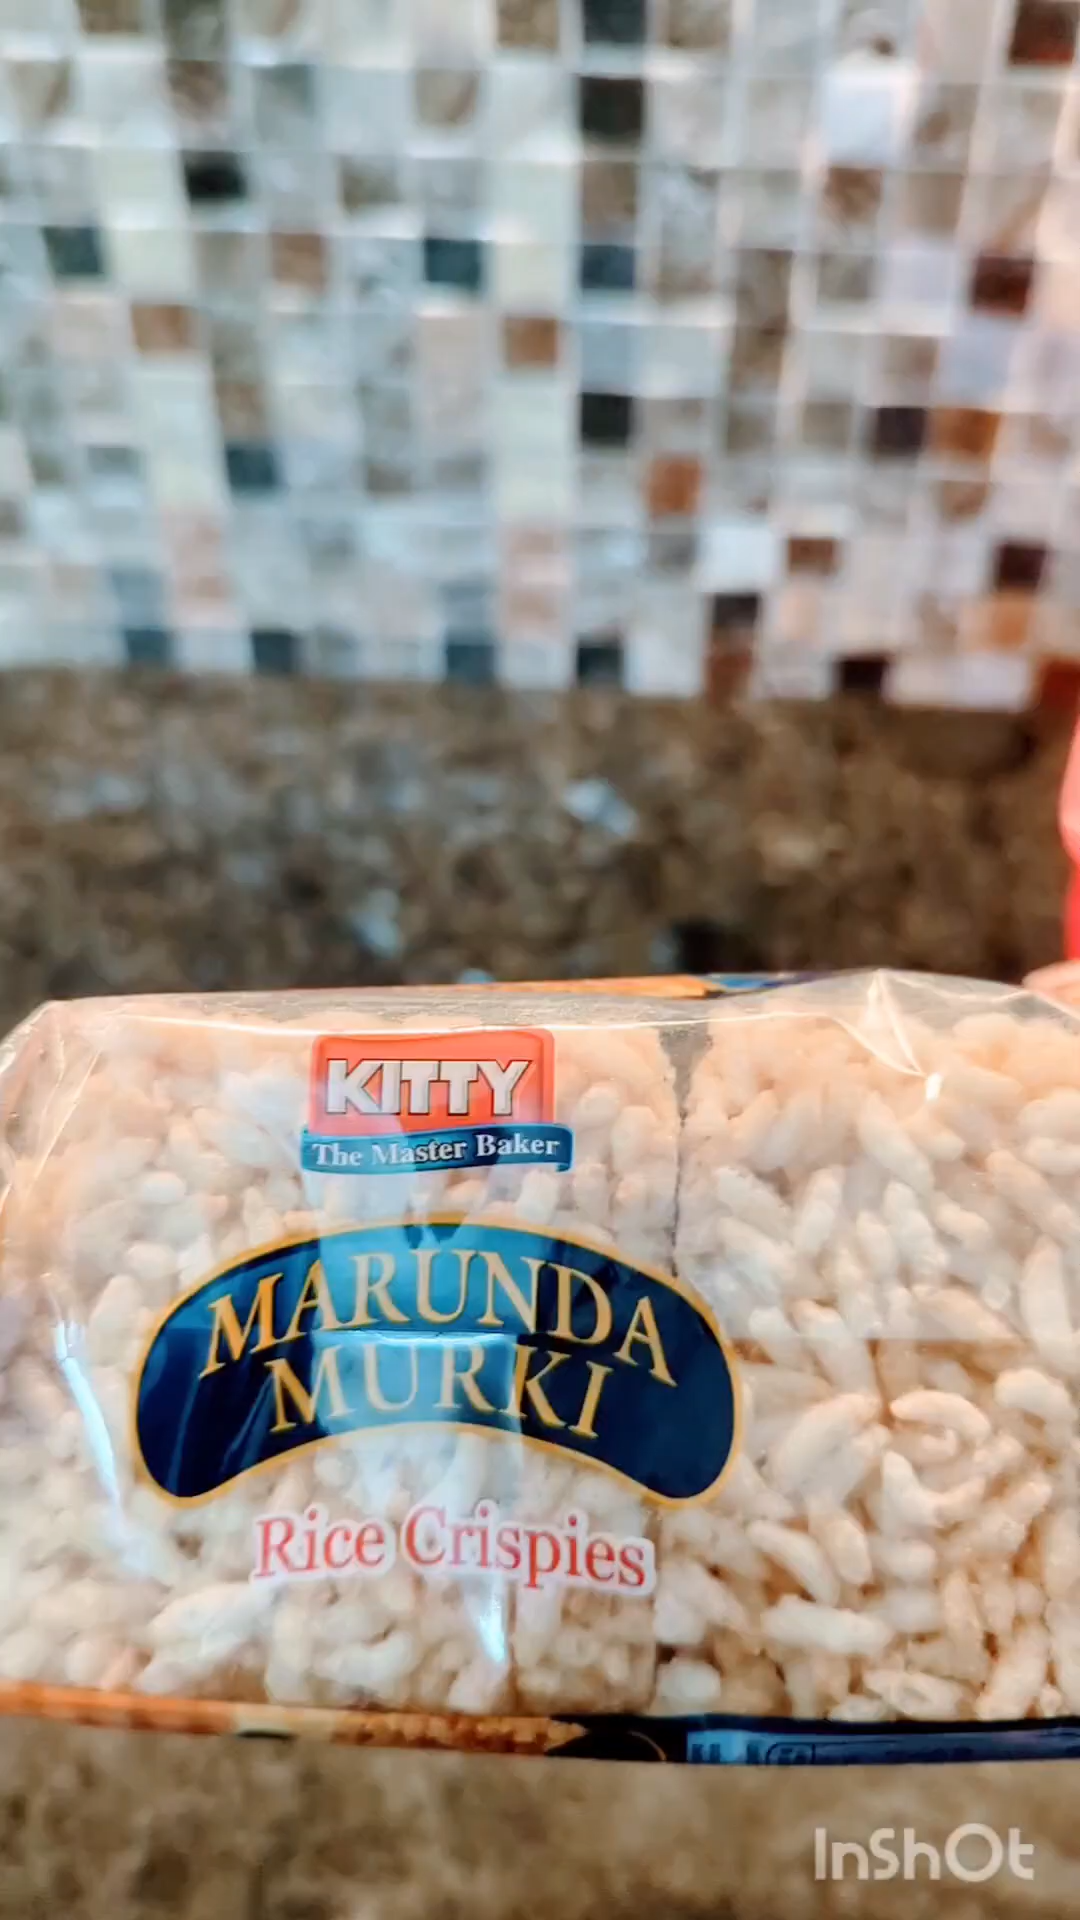 KITTY
The Master Baker
MARUNDA
MURKI
Rice Crispies
InShOt